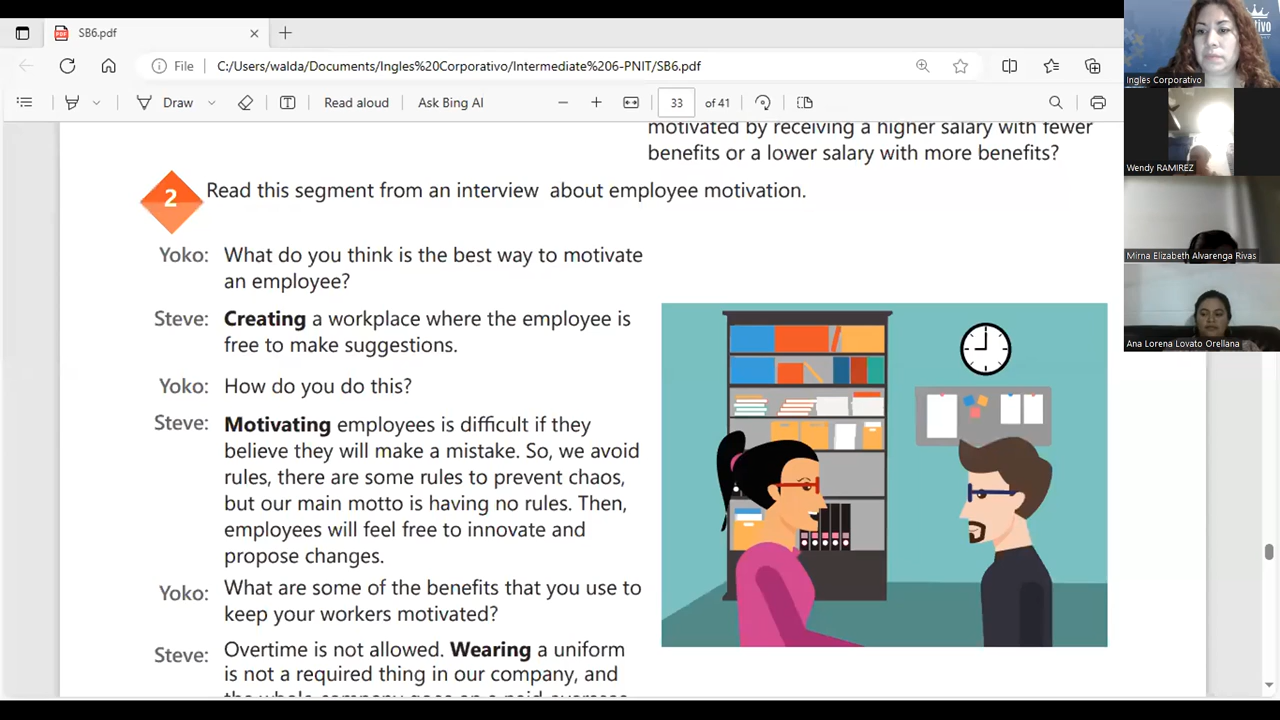 SB6.pdf
File
C:/Users/walda/Documents/Ingles%20Corporativo/Intermediate%206-PNIT/SB6.pdf
Draw
Read aloud
Ask Bing AI
33
of 41
motivated by receiving a higher salary with fewer
benefits or a lower salary with more benefits?
2
Read this segment from an interview about employee motivation.
Yoko: What do you think is the best way to motivate
an employee?
Steve: Creating a workplace where the employee is
free to make suggestions.
Yoko: How do you do this?
Steve: Motivating employees is difficult if they
believe they will make a mistake. So, we avoid
rules, there are some rules to prevent chaos,
but our main motto is having no rules. Then,
employees will feel free to innovate and
propose changes.
Yoko: What are some of the benefits that you use to
keep your workers motivated?
Steve: Overtime is not allowed. Wearing a uniform
is not a required thing in our company, and
Ingles Corporativo
Wendy RAMIREZ
Mirna Elizabeth Alvarenga Rivas
Ana Lorena Lovato Orellana